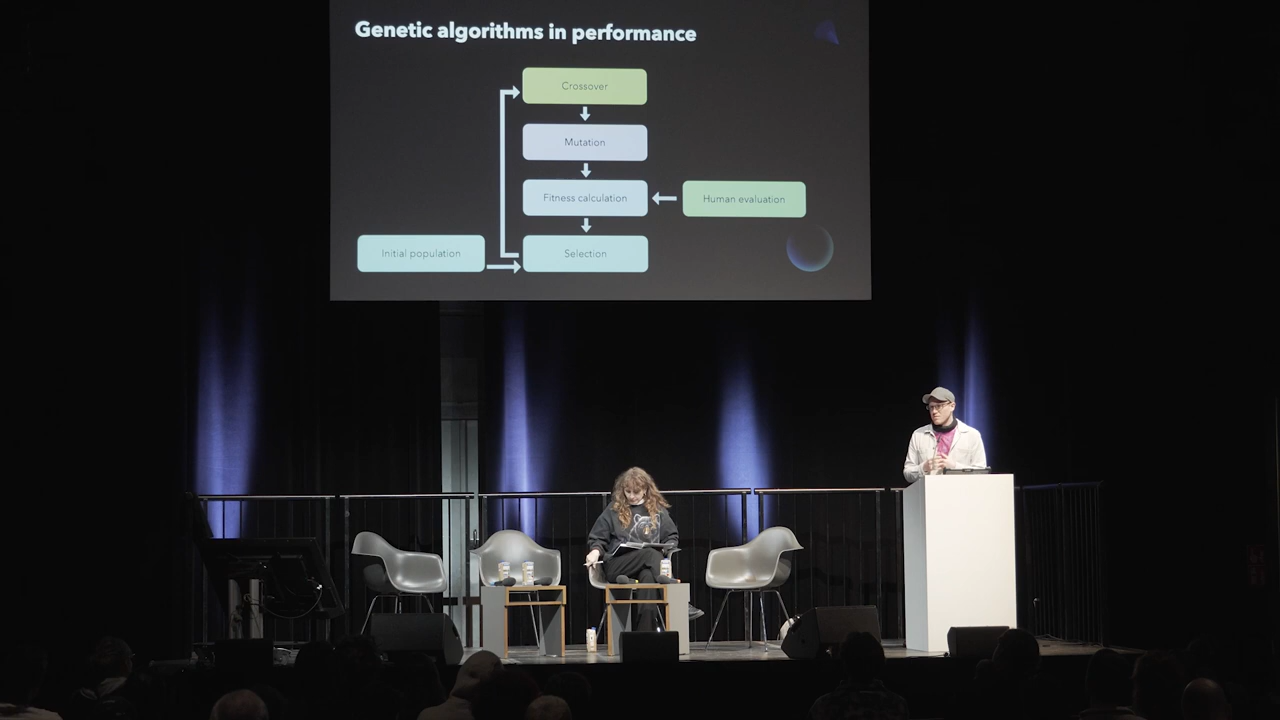 Genetic algorithms in performance
Crossover
Mutation
Fitness calculation
Human evaluation
Initial population
Selection